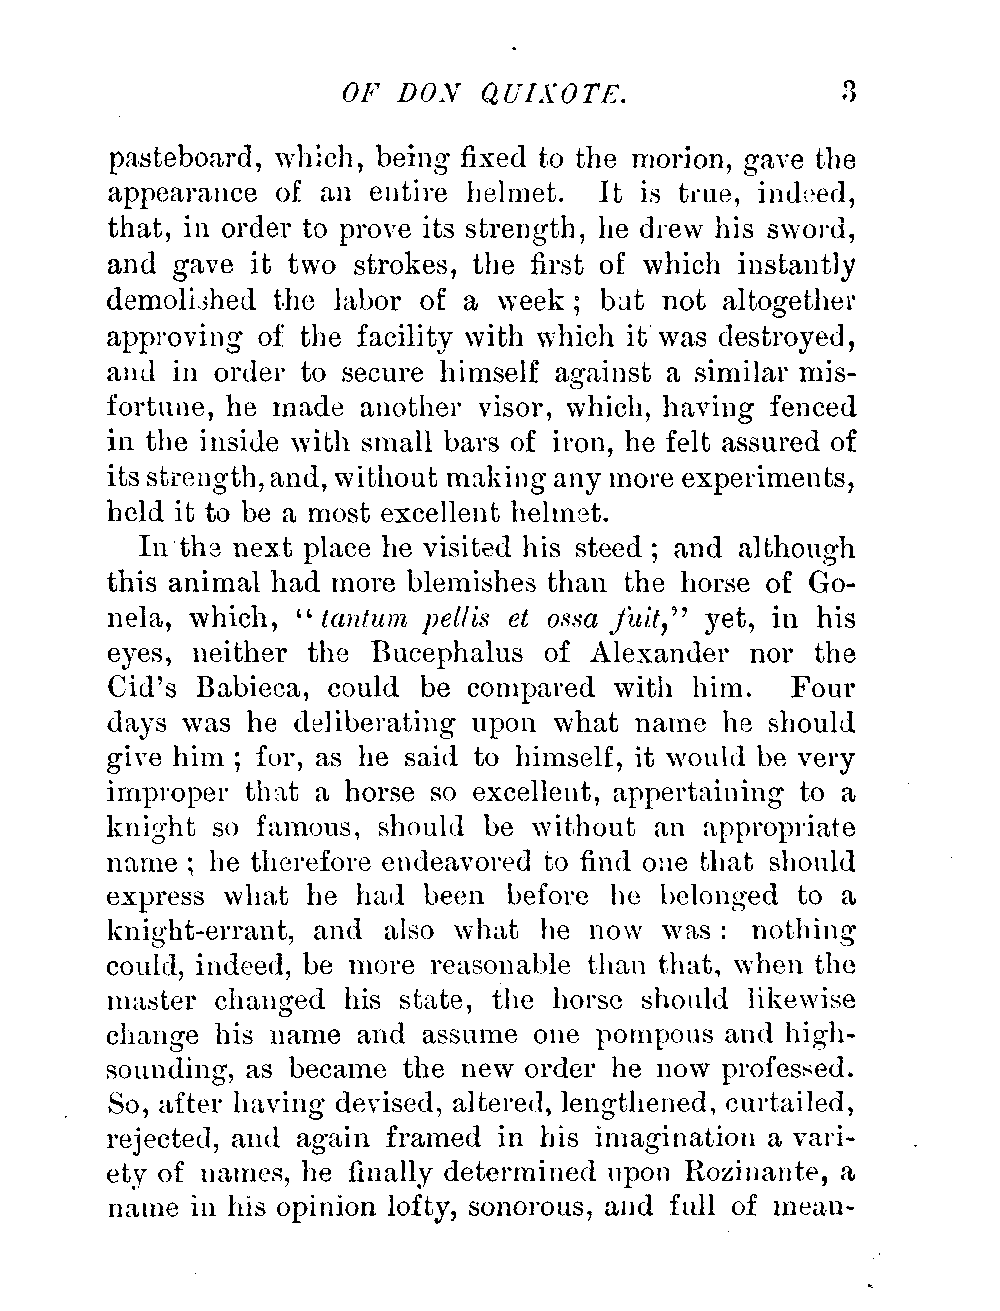 OF DON QUIXOTE. 3
pasteboard, which, being fixed to the morion, gave the
appearance of an entire helmet. It is true, indeed,
that, in order to prove its strength, he drew his sword,
and gave it two strokes, the first of which instantly
demolished the labor of a week ; but not altogether
approving of the facility with which it was destroyed,
and in order to secure himself against a similar mis-
fortune, he made another visor, which, having fenced
in the inside with small bars of iron, he felt assured of
its strength, and, without making any more experiments,
held it to be a most excellent helmet.
In the next place he visited his steed ; and although
this animal had more blemishes than the horse of Go-
nela, which, “ tantum pellis et ossa fuit,” yet, in his
eyes, neither the Bucephalus of Alexander nor the
Cid's Babieca, could be compared with him. Four
days was he deliberating upon what name he should
give him ; for, as he said to himself, it would be very
improper that a horse so excellent, appertaining to a
knight so famous, should be without an appropriate
name ; he therefore endeavored to find one that should
express what he had been before he belonged to a
knight-errant, and also what he now was : nothing
could, indeed, be more reasonable than that, when the
master changed his state, the horse should likewise
change his name and assume one pompous and high-
sounding, as became the new order he now professed.
So, after having devised, altered, lengthened, curtailed,
rejected, and again framed in his imagination a vari-
ety of names, he finally determined upon Rozinante, a
name in his opinion lofty, sonorous, and full of mean-